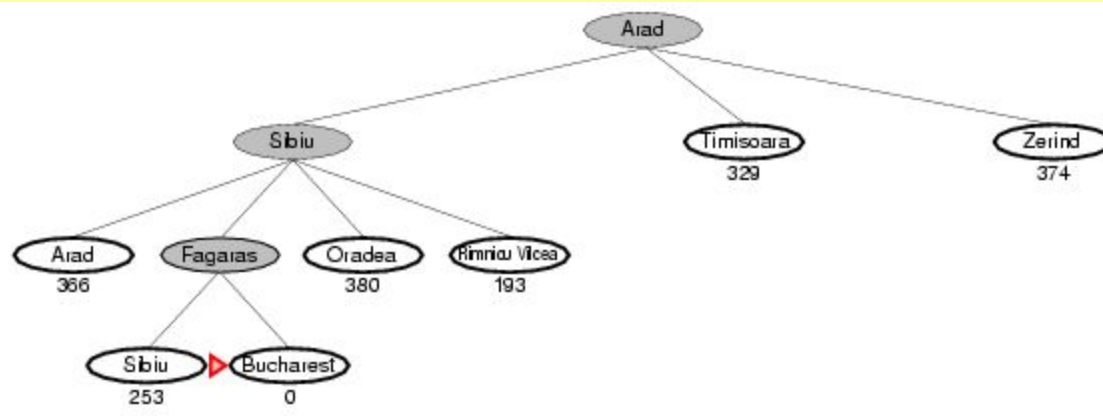 Arad
Sibiu
Timisoara
Zerind
329
374
Arad
Fagaras
Oradea
Rimnicu Vilcea
366
380
193
Sibiu
Bucharest
253
0